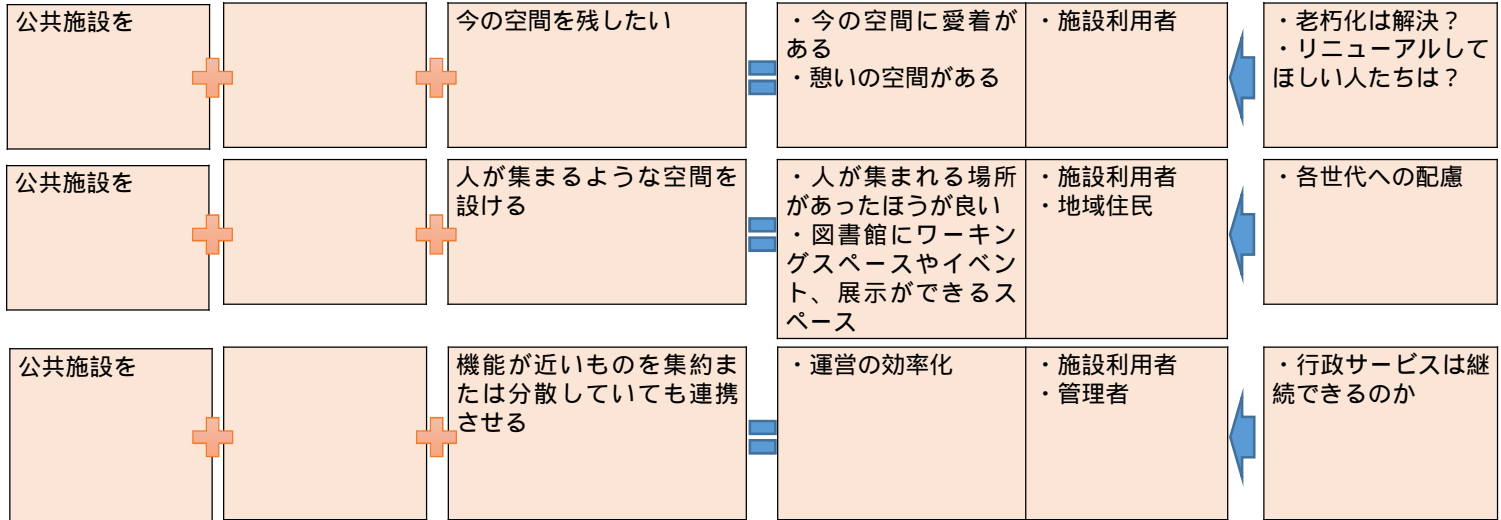 公共施設を
今の空間を残したい
・今の空間に愛着が
ある
・憩いの空間がある
・施設利用者
・老朽化は解決？
・リニューアルして
ほしい人たちは？
公共施設を
人が集まるような空間を
設ける
・人が集まれる場所
があったほうが良い
・図書館にワーキン
グスペースやイベン
ト、展示ができるス
ペース
・施設利用者
・地域住民
・各世代への配慮
公共施設を
機能が近いものを集約ま
たは分散していても連携
させる
・運営の効率化
・施設利用者
・管理者
・行政サービスは継
続できるのか